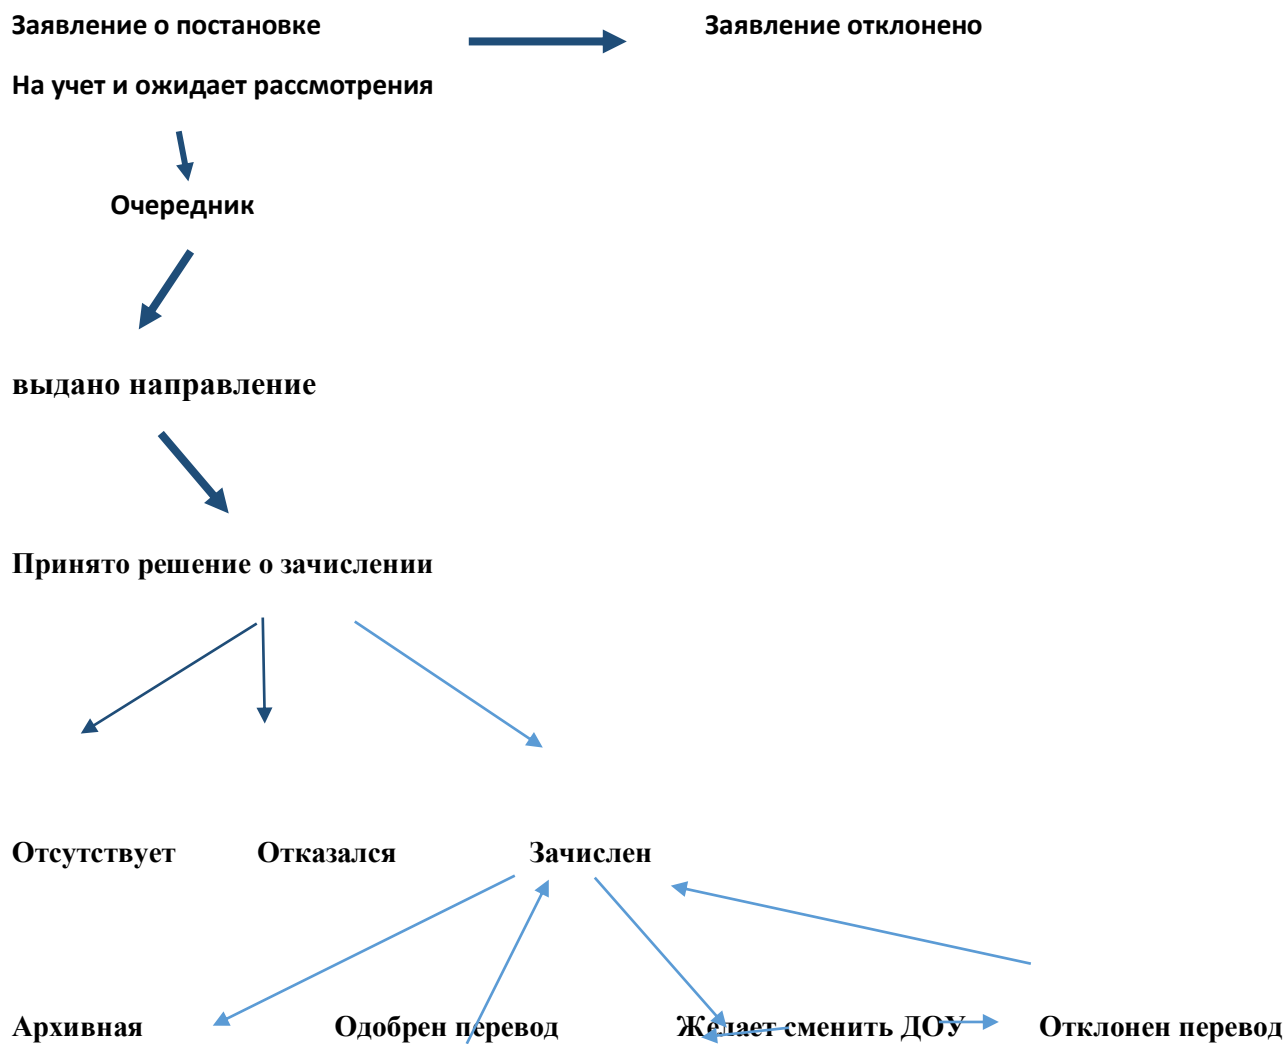 Заявление о постановке Заявление отклонено
На учет и ожидает рассмотрения
Очередник
выдано направление
Принято решение о зачислении
Отсутствует Отказался Зачислен
Архивная Одобрен перевод Желает сменить ДОУ Отклонен перевод